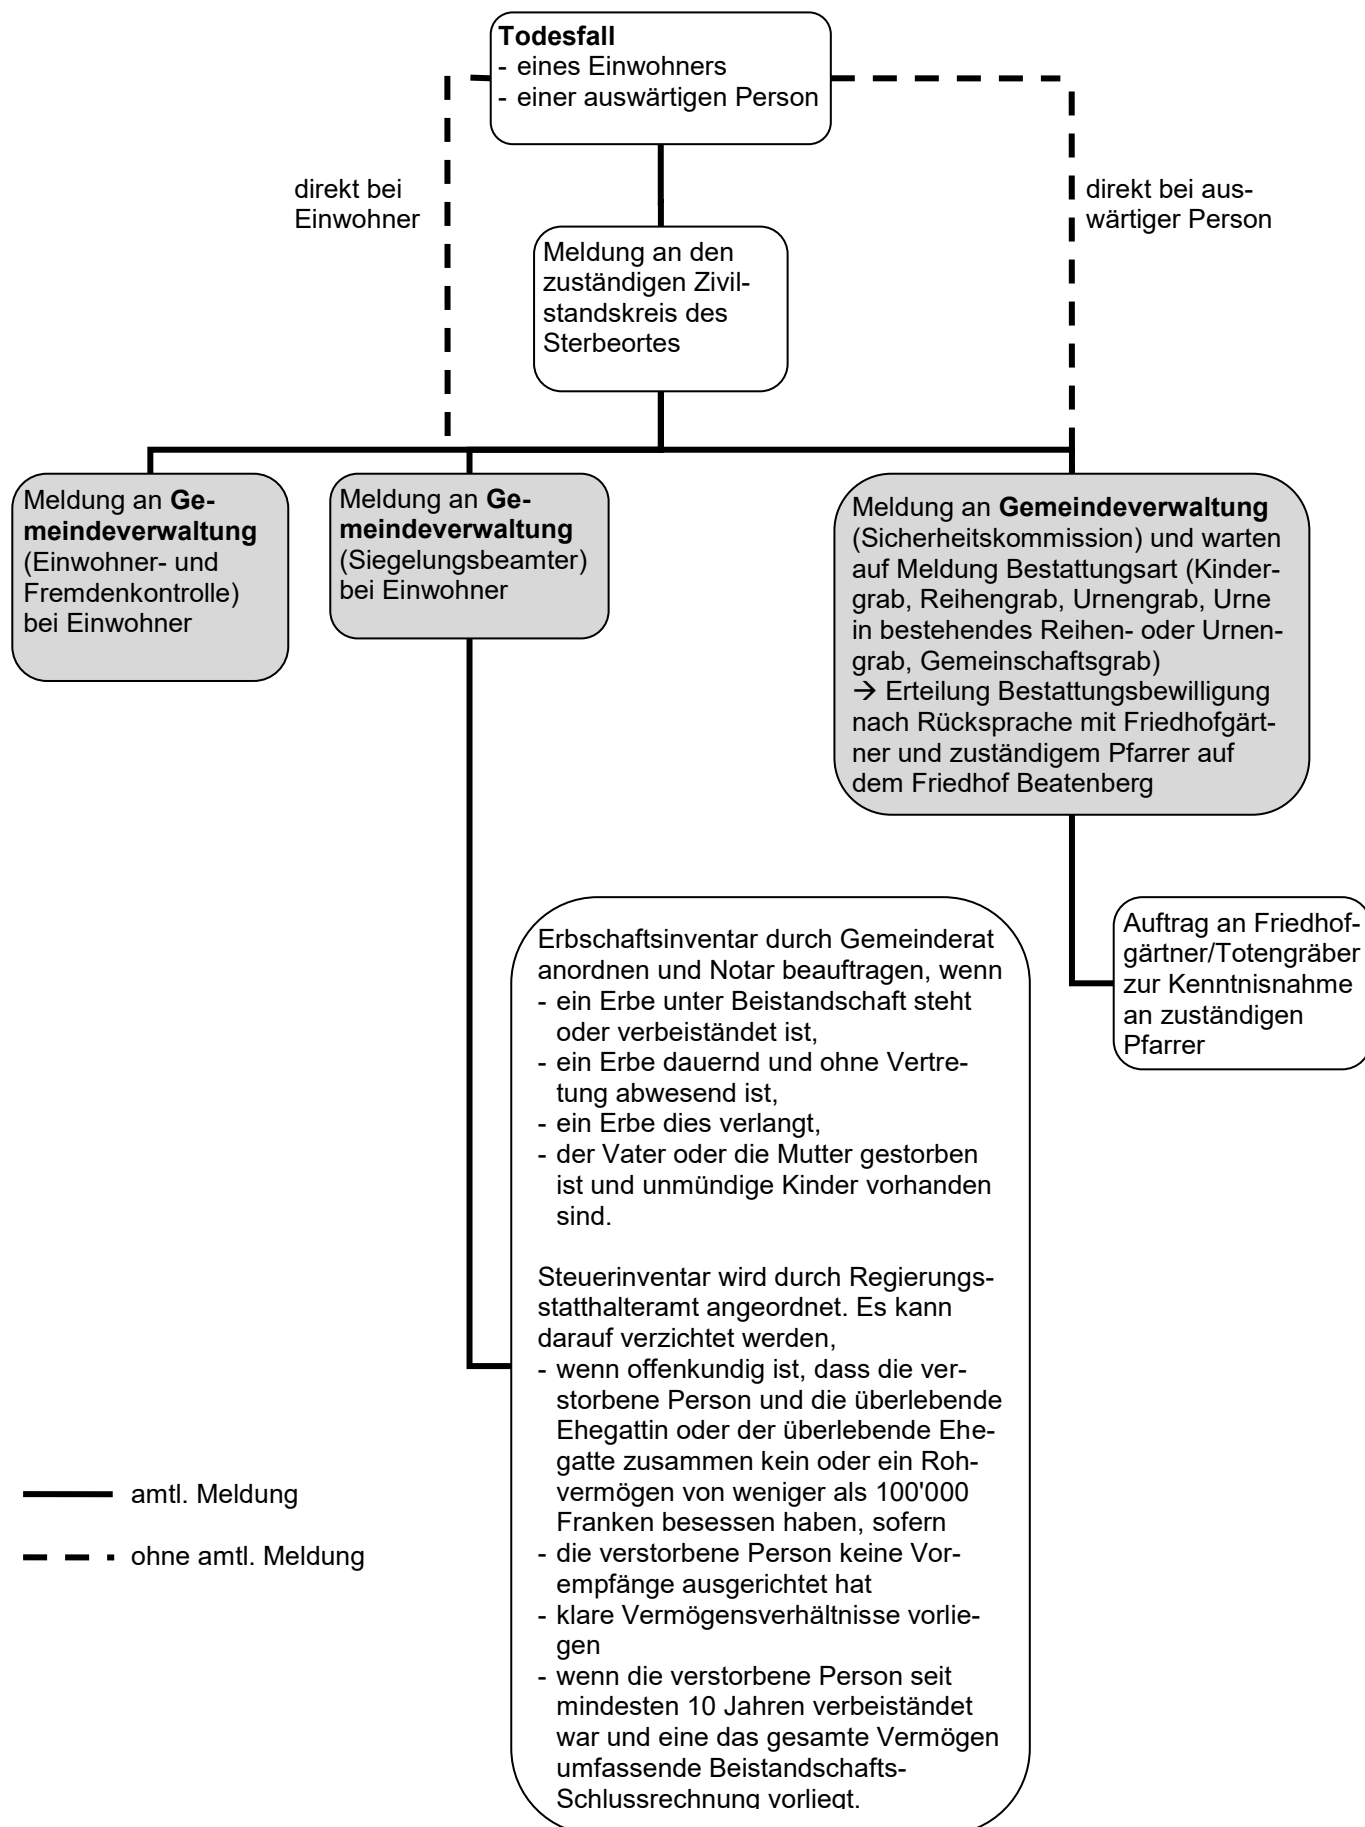 Todesfall
- eines Einwohners
- einer auswärtigen Person
direkt bei
Einwohner
direkt bei aus-
wärtiger Person
Meldung an den
zuständigen Zivil-
standskreis des
Sterbeortes
Meldung an Ge-
meindeverwaltung
(Einwohner- und
Fremdenkontrolle)
bei Einwohner
Meldung an Ge-
meindeverwaltung
(Siegelungsbeamter)
bei Einwohner
Meldung an Gemeindeverwaltung
(Sicherheitskommission) und warten
auf Meldung Bestattungsart (Kinder-
grab, Reihengrab, Urnengrab, Urne
in bestehendes Reihen- oder Urnen-
grab, Gemeinschaftsgrab)
→ Erteilung Bestattungsbewilligung
nach Rücksprache mit Friedhofgärt-
ner und zuständigem Pfarrer auf
dem Friedhof Beatenberg
Auftrag an Friedhof-
gärtner/Totengräber
zur Kenntnisnahme
an zuständigen
Pfarrer
Erbschaftsinventar durch Gemeinderat
anordnen und Notar beauftragen, wenn
- ein Erbe unter Beistandschaft steht
oder verbeiständet ist,
- ein Erbe dauernd und ohne Vertre-
tung abwesend ist,
- ein Erbe dies verlangt,
- der Vater oder die Mutter gestorben
ist und unmündige Kinder vorhanden
sind.
Steuerinventar wird durch Regierungs-
statthalteramt angeordnet. Es kann
darauf verzichtet werden,
- wenn offenkundig ist, dass die ver-
storbene Person und die überlebende
Ehegattin oder der überlebende Ehe-
gatte zusammen kein oder ein Roh-
vermögen von weniger als 100'000
Franken besessen haben, sofern
- die verstorbene Person keine Vor-
empfänge ausgerichtet hat
- klare Vermögensverhältnisse vorlie-
gen
- wenn die verstorbene Person seit
mindesten 10 Jahren verbeiständet
war und eine das gesamte Vermögen
umfassende Beistandschafts-
Schlussrechnung vorliegt.
amtl. Meldung
ohne amtl. Meldung